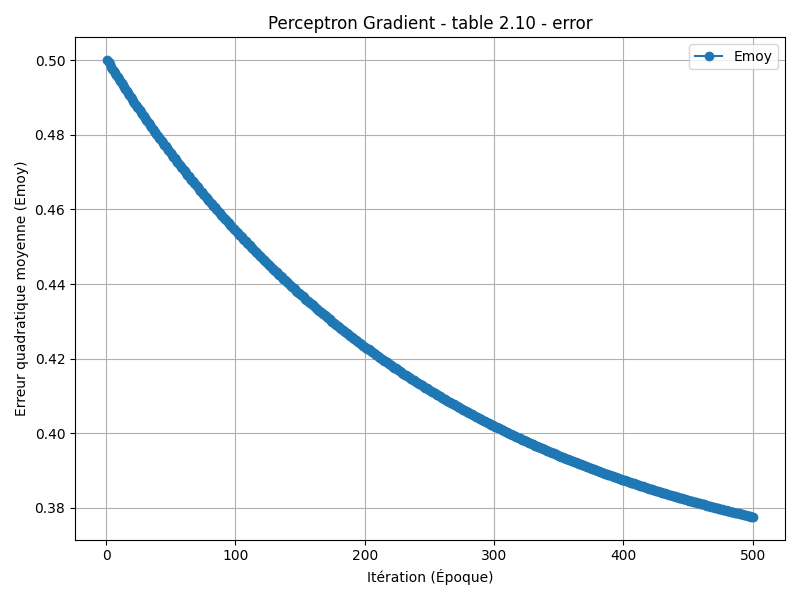 Perceptron Gradient - table 2.10 - error
Emoy
Erreur quadratique moyenne (Emoy)
0.50
0.48
0.46
0.44
0.42
0.40
0.38
0 100 200 300 400 500
Itération (Époque)